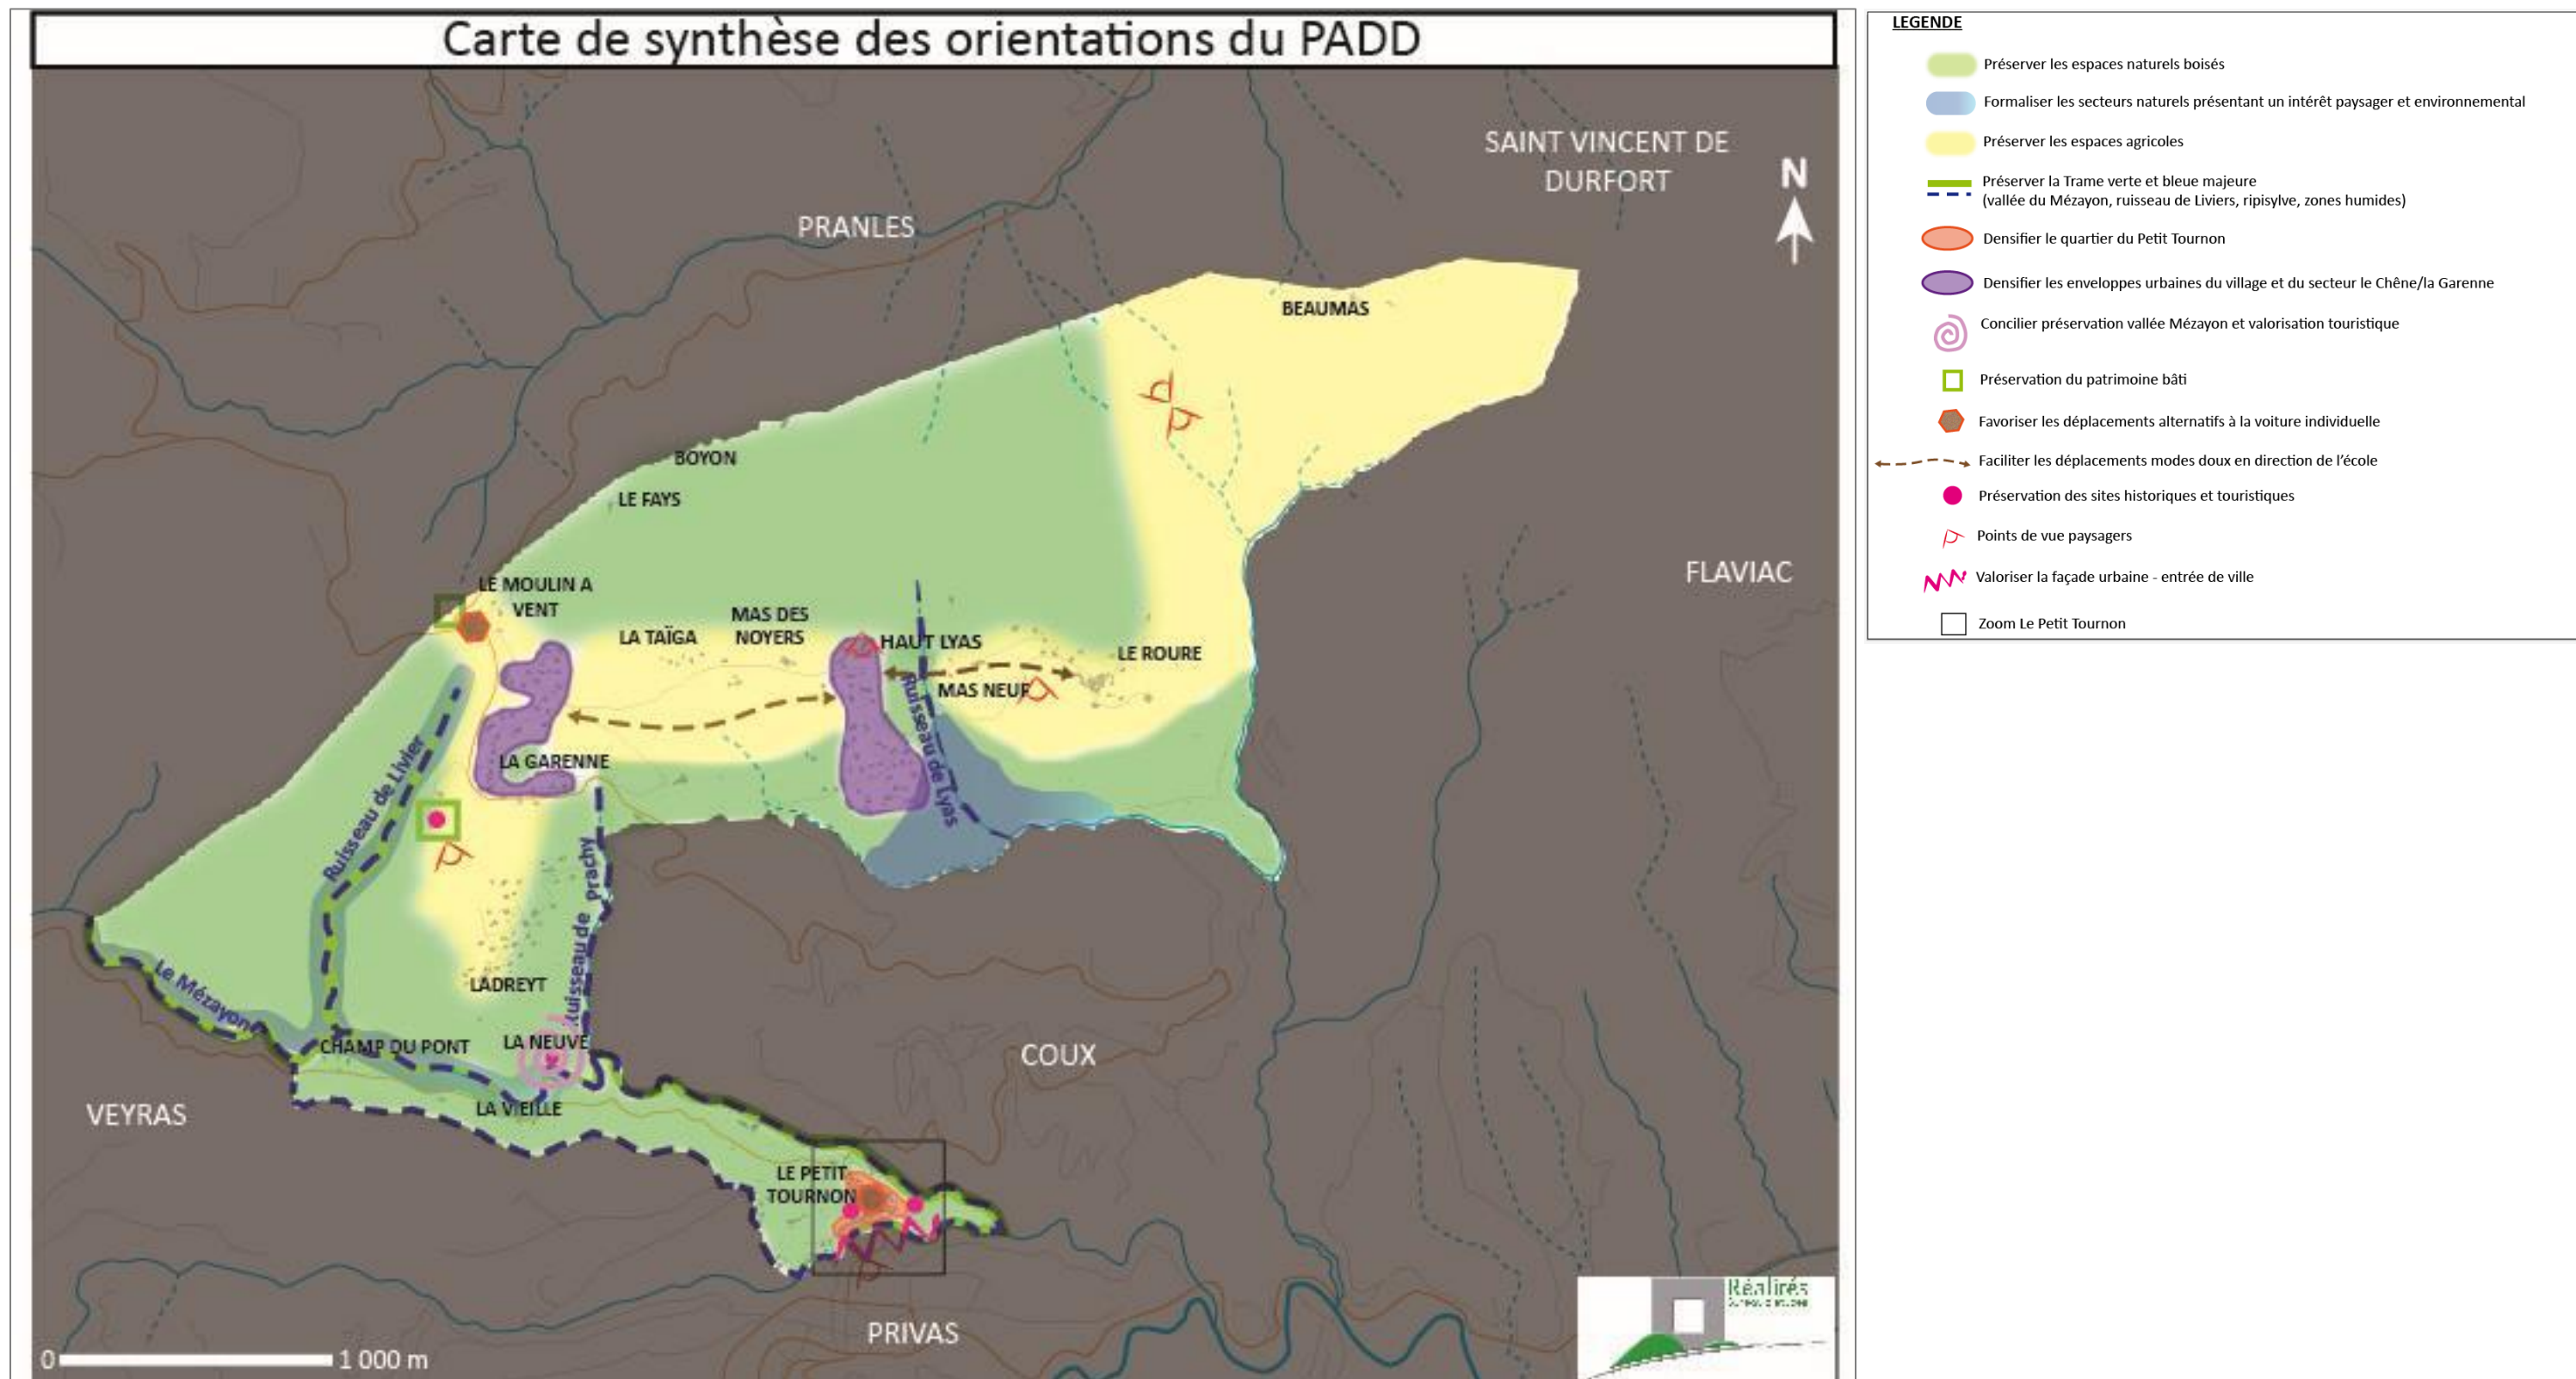 Carte de synthèse des orientations du PADD
SAINT VINCENT DE
DURFORT
N
PRANLES
BEAUMAS
BOYON
LE FAYS
FLAVIAC
LE MOULIN A
VENT
LA TAÏGA
MAS DES
NOYERS
HAUT LYAS
LE ROURE
MAS NEUF
Ruisseau de Lyas
LA GARENNE
Ruisseau de Livier
Ruisseau de prachy
LADREYT
Le Mézayon
CHAMP DU PONT
LA NEUVE
COUX
VEYRAS
LA VIEILLE
LE PETIT
TOURNON
PRIVAS
0
1 000 m
Réalités
LEGENDE
Préserver les espaces naturels boisés
Formaliser les secteurs naturels présentant un intérêt paysager et environnemental
Préserver les espaces agricoles
Préserver la Trame verte et bleue majeure
(vallée du Mézayon, ruisseau de Liviers, ripisylve, zones humides)
Densifier le quartier du Petit Tournon
Densifier les enveloppes urbaines du village et du secteur le Chêne/la Garenne
Concilier préservation vallée Mézayon et valorisation touristique
Préservation du patrimoine bâti
Favoriser les déplacements alternatifs à la voiture individuelle
Faciliter les déplacements modes doux en direction de l'école
Préservation des sites historiques et touristiques
Points de vue paysagers
Valoriser la façade urbaine - entrée de ville
Zoom Le Petit Tournon